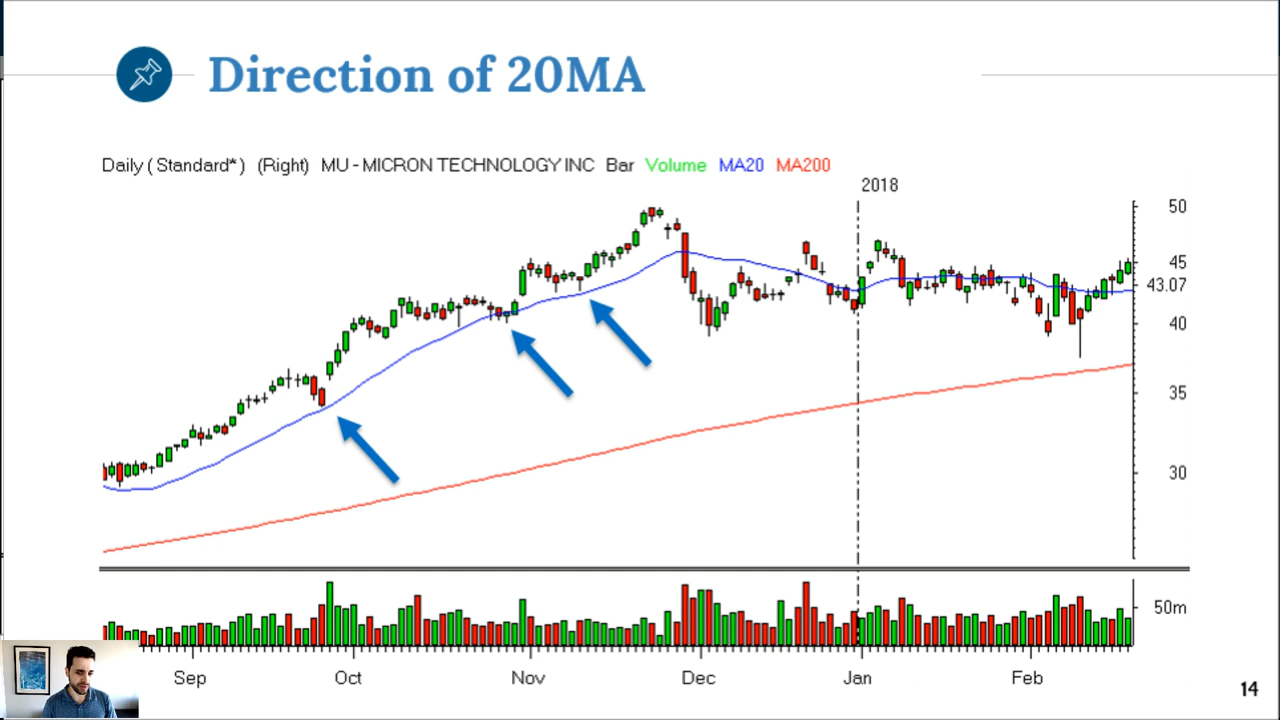 Direction of 20MA
Daily (Standard*) (Right) MU - MICRON TECHNOLOGY INC Bar Volume MA20 MA200
2018
50
45
43.07
40
35
30
50m
Sep Oct Nov Dec Jan Feb
14